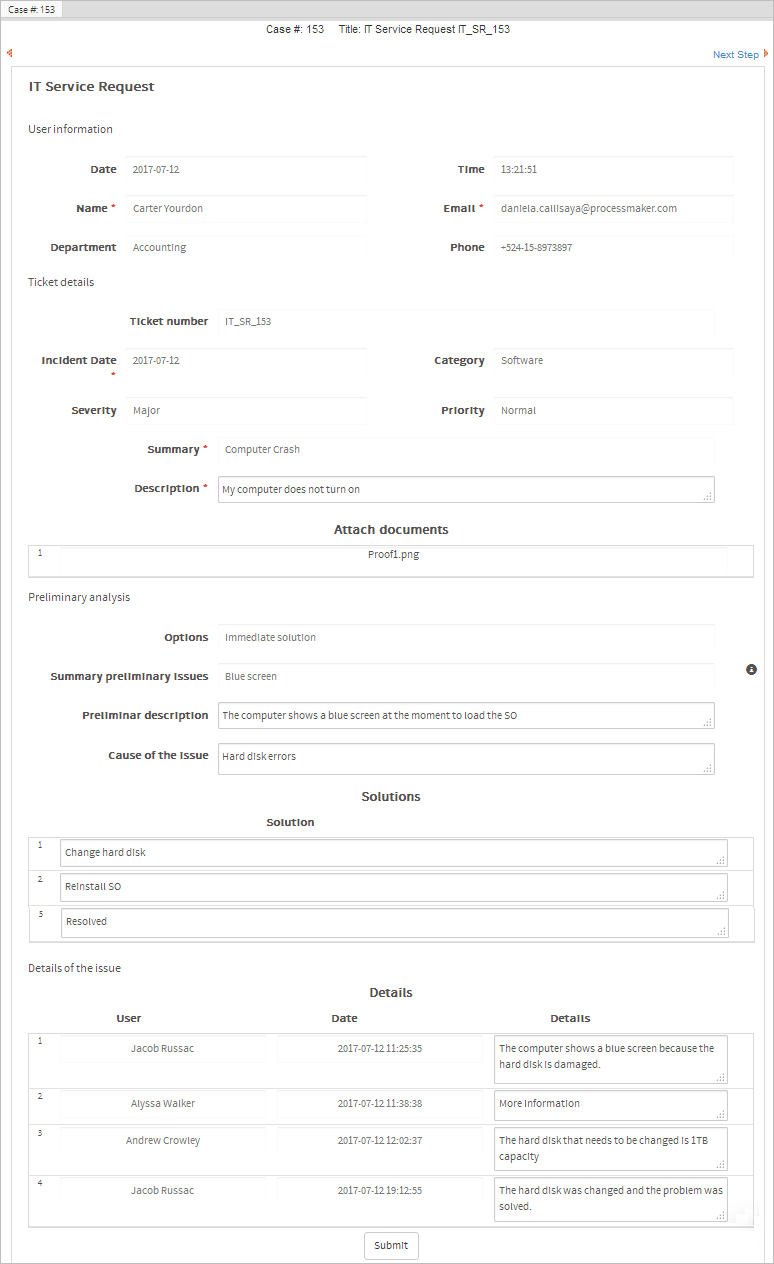 Case #: 153
Case #: 153 Title: IT Service Request IT_SR_153
Next Step
IT Service Request
User information
Date 2017-07-12 Time 13:21:51
Name * Carter Yourdon Email * daniela.callisaya@processmaker.com
Department Accounting Phone +524-15-8973897
Ticket details
Ticket number IT_SR_153
Incident Date * 2017-07-12 Category Software
Severity Major Priority Normal
Summary * Computer Crash
Description * My computer does not turn on
Attach documents
1 Proof1.png
Preliminary analysis
Options Immediate solution
Summary preliminary issues Blue screen
Preliminar description The computer shows a blue screen at the moment to load the SO
Cause of the issue Hard disk errors
Solutions
Solution
1 Change hard disk
2 Reinstall SO
3 Resolved
Details of the issue
Details
User Date Details
1 Jacob Russac 2017-07-12 11:25:35 The computer shows a blue screen because the
hard disk is damaged.
2 Alyssa Walker 2017-07-12 11:38:38 More information
3 Andrew Crowley 2017-07-12 12:02:37 The hard disk that needs to be changed is 1TB
capacity
4 Jacob Russac 2017-07-12 19:12:55 The hard disk was changed and the problem was
solved.
Submit